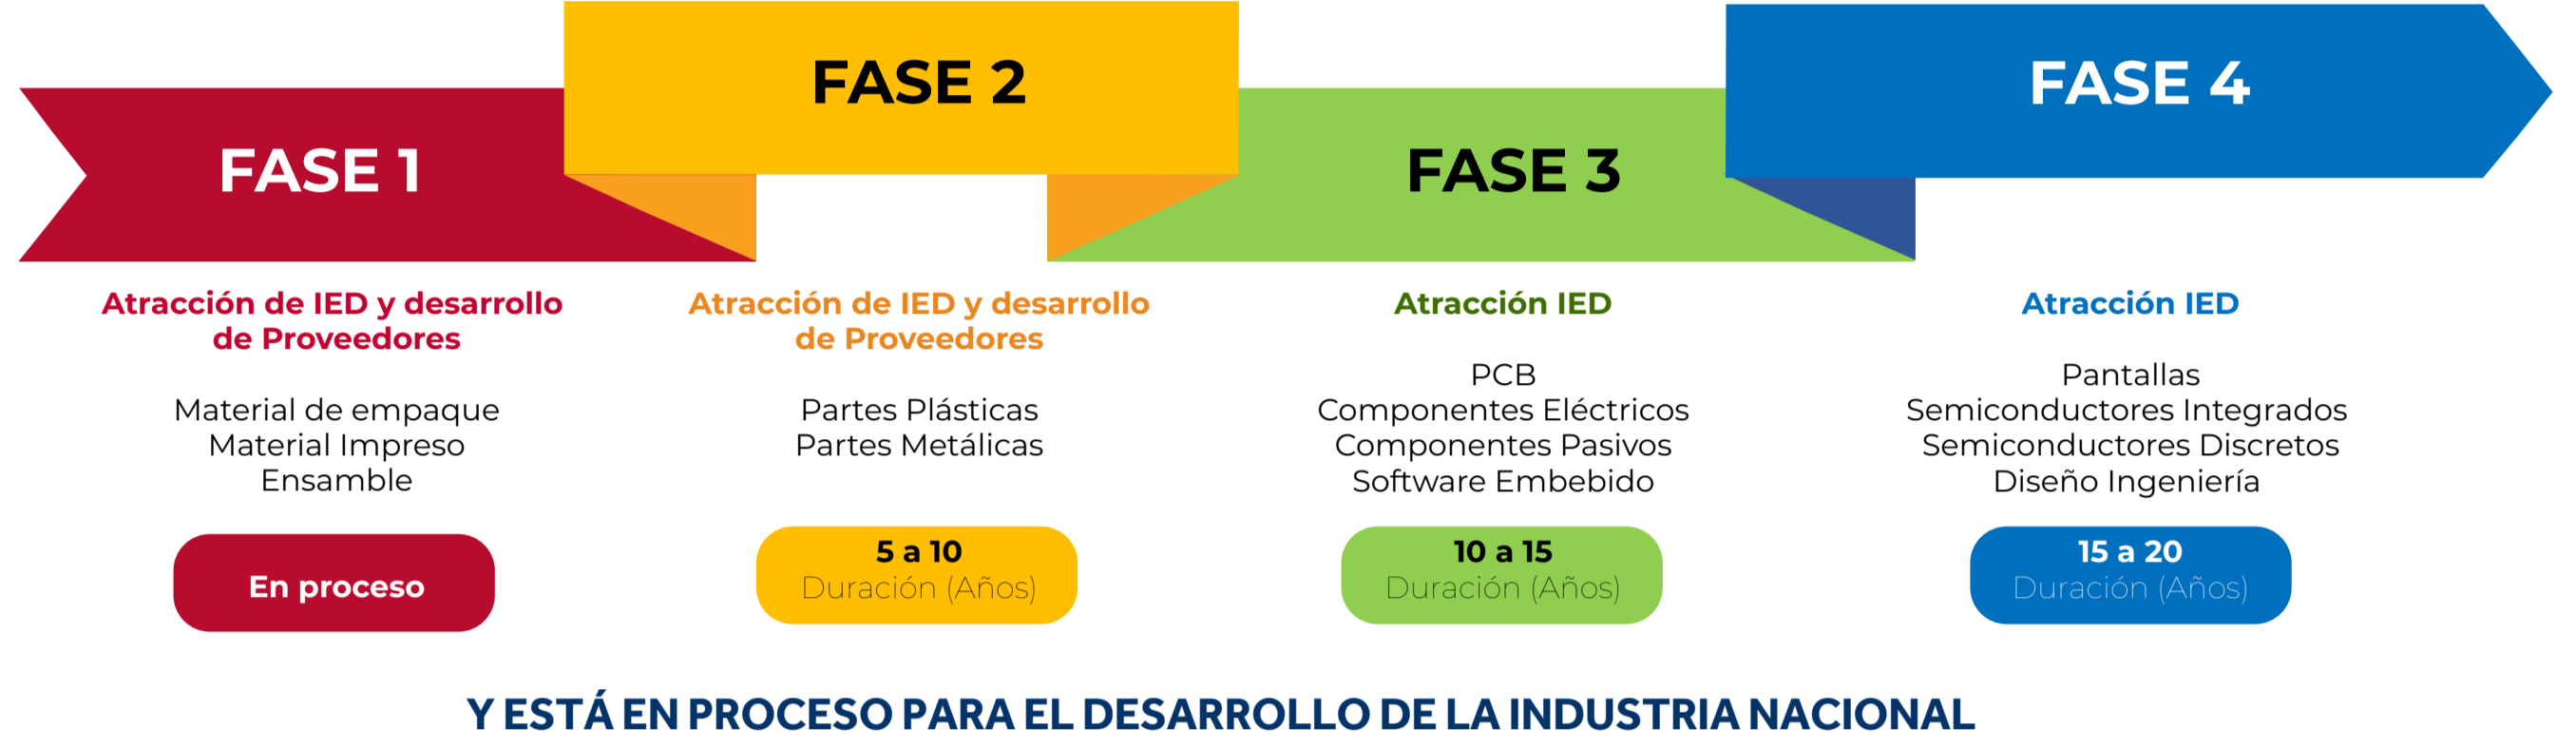 FASE 1
FASE 2
FASE 3
FASE 4
Atracción de IED y desarrollo
de Proveedores
Material de empaque
Material Impreso
Ensamble
En proceso
Atracción de IED y desarrollo
de Proveedores
Partes Plásticas
Partes Metálicas
5 a 10
Duración (Años)
Atracción IED
PCB
Componentes Eléctricos
Componentes Pasivos
Software Embebido
10 a 15
Duración (Años)
Atracción IED
Pantallas
Semiconductores Integrados
Semiconductores Discretos
Diseño Ingeniería
15 a 20
Duración (Años)
Y ESTÁ EN PROCESO PARA EL DESARROLLO DE LA INDUSTRIA NACIONAL